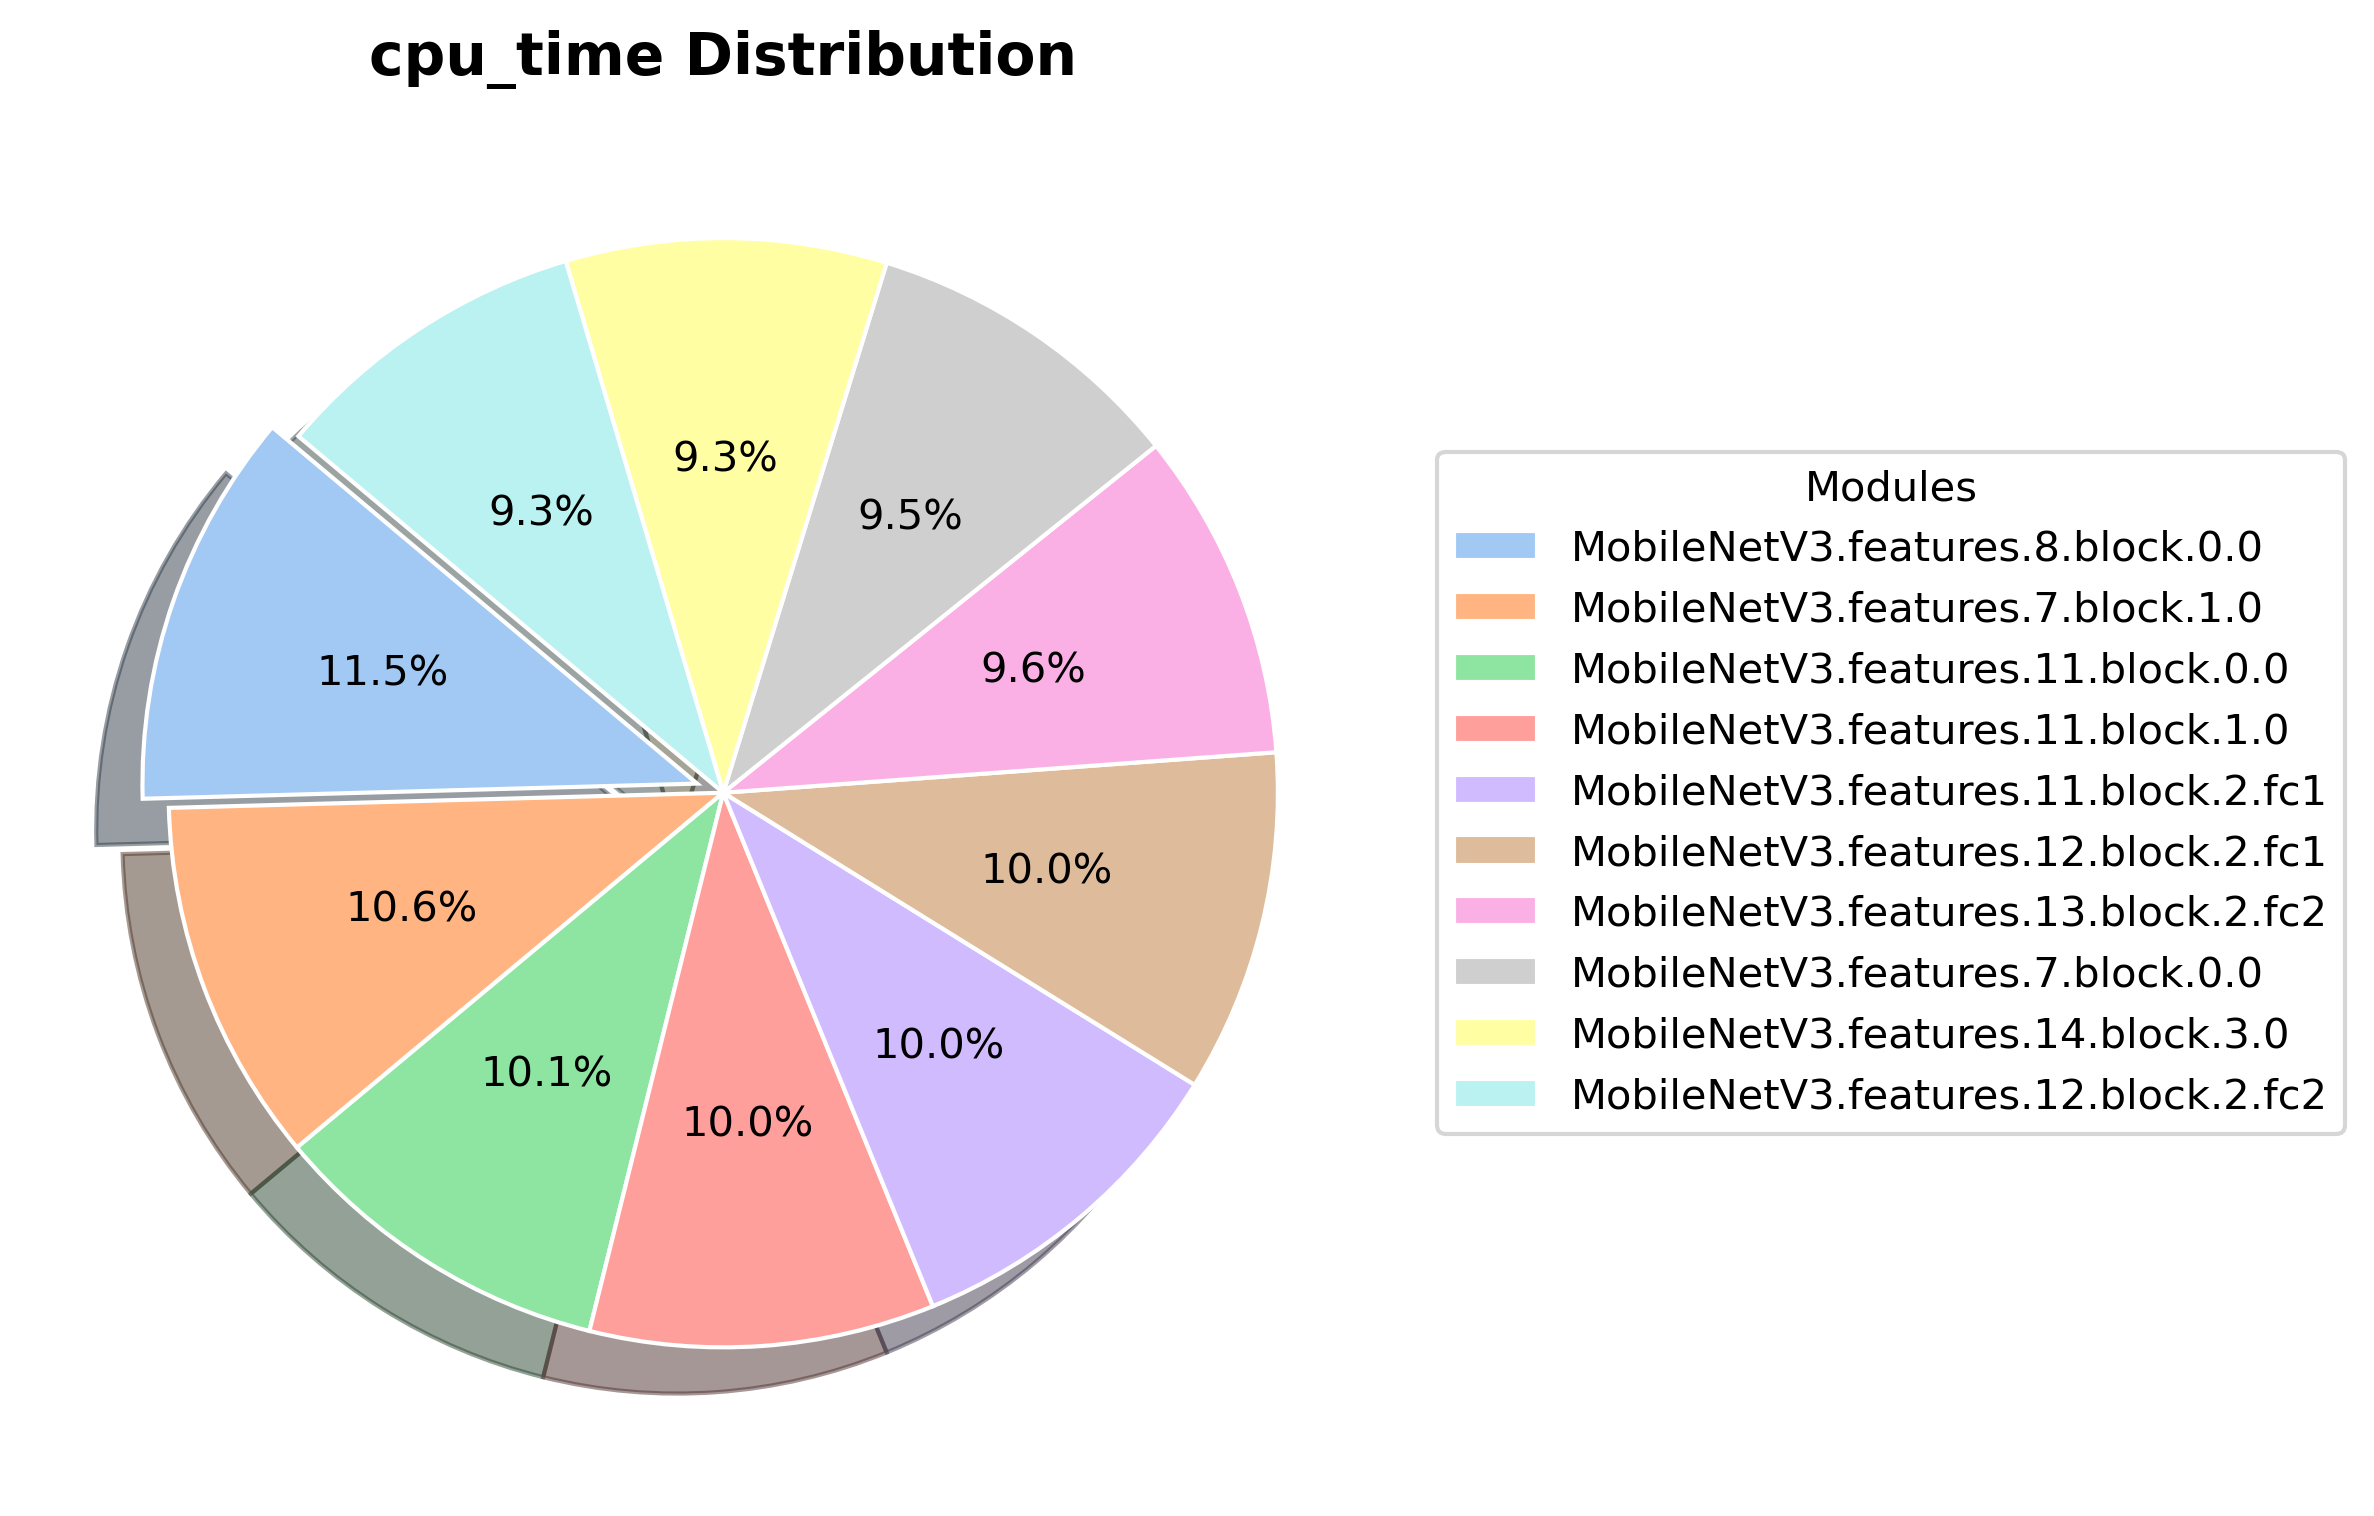 cpu_time Distribution
9.3%
9.3%
9.5%
11.5%
9.6%
10.6%
10.0%
10.1%
10.0%
10.0%
Modules
MobileNetV3.features.8.block.0.0
MobileNetV3.features.7.block.1.0
MobileNetV3.features.11.block.0.0
MobileNetV3.features.11.block.1.0
MobileNetV3.features.11.block.2.fc1
MobileNetV3.features.12.block.2.fc1
MobileNetV3.features.13.block.2.fc2
MobileNetV3.features.7.block.0.0
MobileNetV3.features.14.block.3.0
MobileNetV3.features.12.block.2.fc2